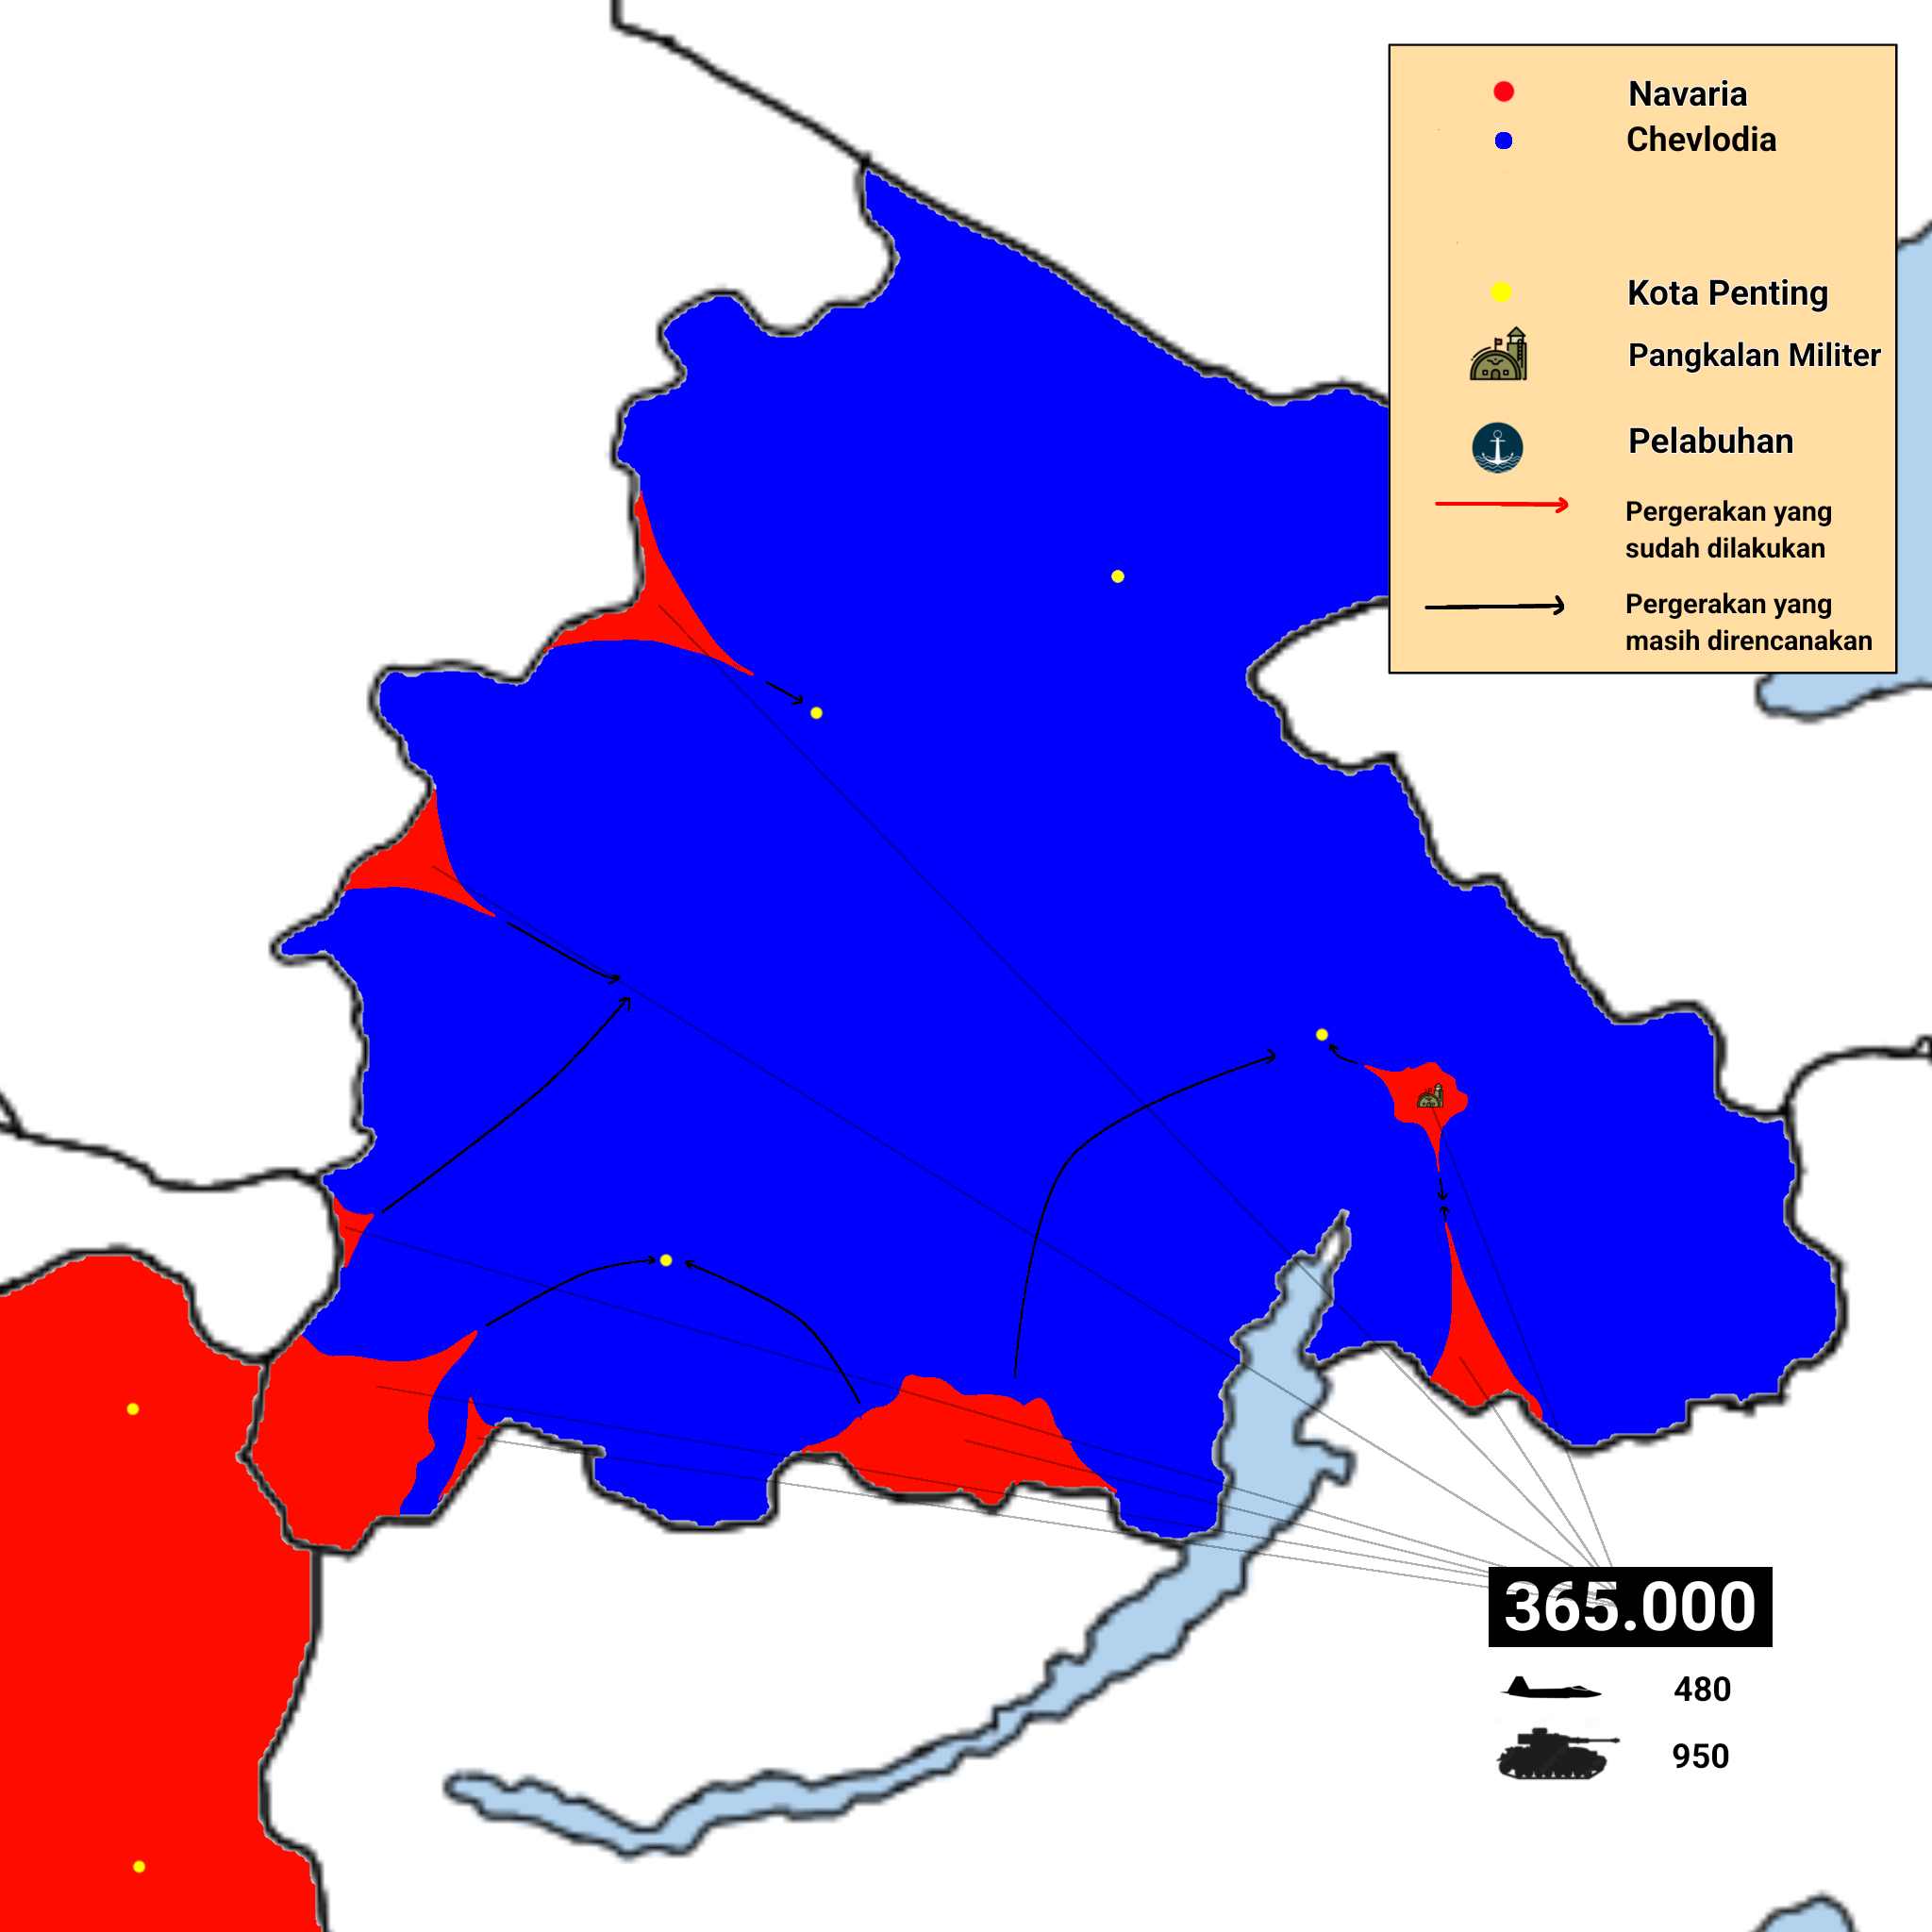 Navaria
Chevlodia
Kota Penting
Pangkalan Militer
Pelabuhan
Pergerakan yang
sudah dilakukan
Pergerakan yang
masih direncanakan
365.000
480
950